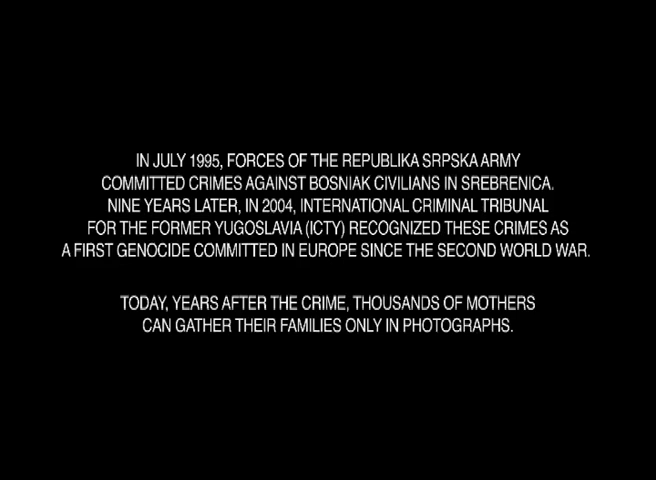 IN JULY 1995, FORCES OF THE REPUBLIKA SRPSKA ARMY
COMMITTED CRIMES AGAINST BOSNIAK CIVILIANS IN SREBRENICA.
NINE YEARS LATER, IN 2004, INTERNATIONAL CRIMINAL TRIBUNAL
FOR THE FORMER YUGOSLAVIA (ICTY) RECOGNIZED THESE CRIMES AS
A FIRST GENOCIDE COMMITTED IN EUROPE SINCE THE SECOND WORLD WAR.
TODAY, YEARS AFTER THE CRIME, THOUSANDS OF MOTHERS
CAN GATHER THEIR FAMILIES ONLY IN PHOTOGRAPHS.